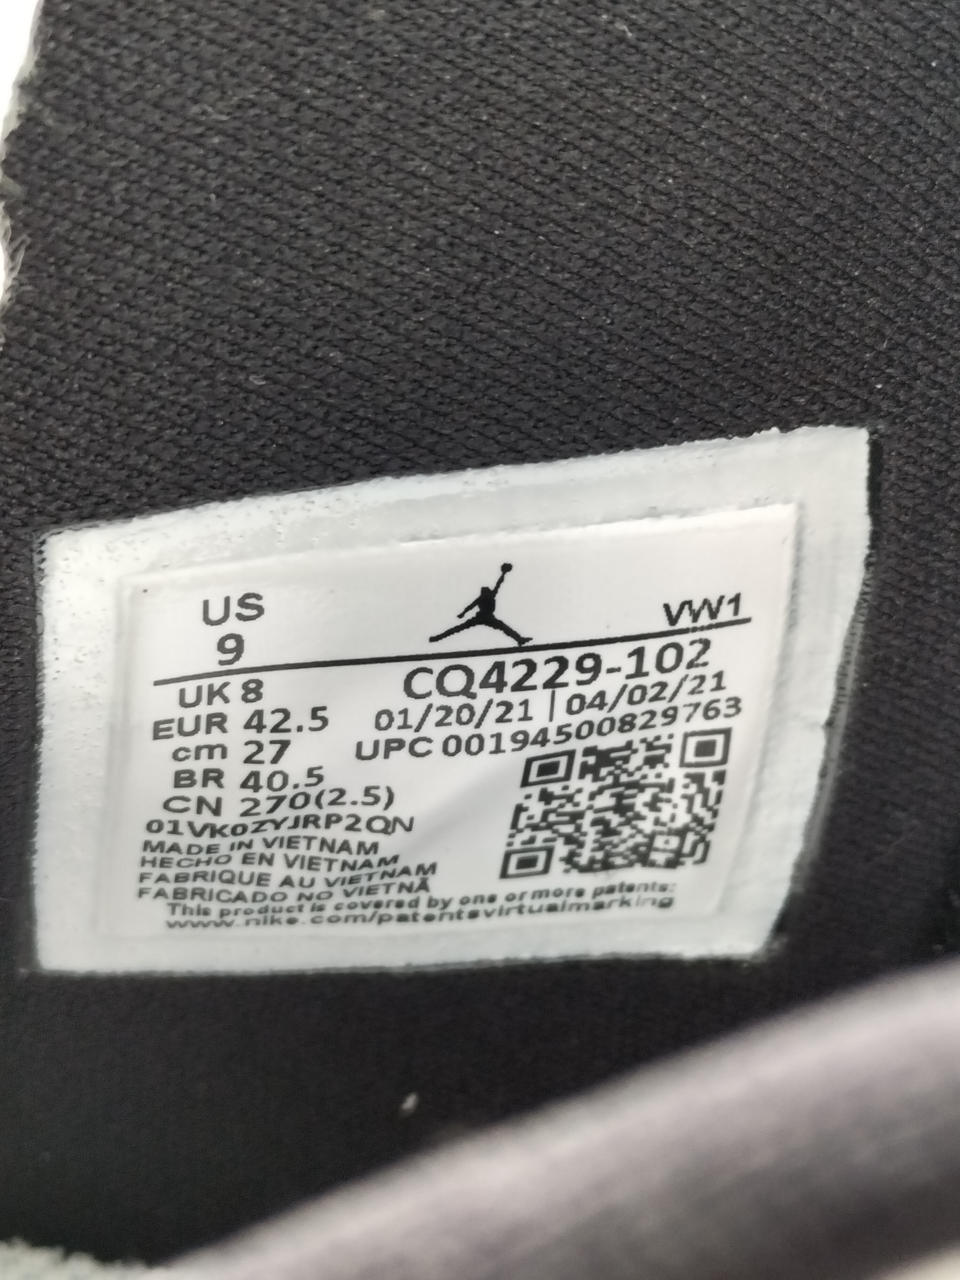 US
9
VW1
UK 8
EUR 42.5
cm 27
BR 40.5
CN 270(2.5)
CQ4229-102
01/20/21 | 04/02/21
UPC 00194500829763
01VK0ZYJRP2QN
MADE IN VIETNAM
HECHO EN VIETNAM
FABRIQUE AU VIETNAM
FABRICADO NO VIETNÃ
This product is covered by one or more patents:
www.nike.com/patentsvirtualmarking